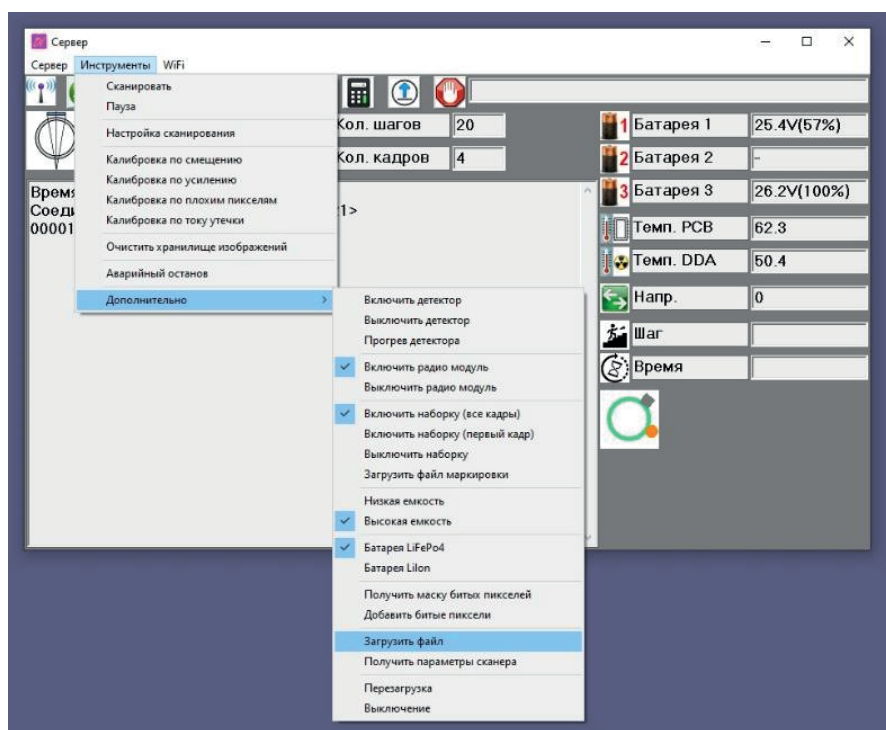 Сервер
Сервер Инструменты WiFi
Сканировать
Пауза
Настройка сканирования
Калибровка по смещению
Калибровка по усилению
Калибровка по плохим пикселям
Калибровка по току утечки
Очистить хранилище изображений
Аварийный останов
Дополнительно
Кол. шагов 20
Кол. кадров 4
Время
Соеди
00001
:1>
1 Батарея 1 25.4V(57%)
2 Батарея 2 -
3 Батарея 3 26.2V(100%)
Темп. PCB 62.3
Темп. DDA 50.4
Напр. 0
Шаг
Время
Включить детектор
Выключить детектор
Прогрев детектора
Включить радио модуль
Выключить радио модуль
Включить наборку (все кадры)
Включить наборку (первый кадр)
Выключить наборку
Загрузить файл маркировки
Низкая емкость
Высокая емкость
Батарея LiFePo4
Батарея LiIon
Получить маску битых пикселей
Добавить битые пиксели
Загрузить файл
Получить параметры сканера
Перезагрузка
Выключение